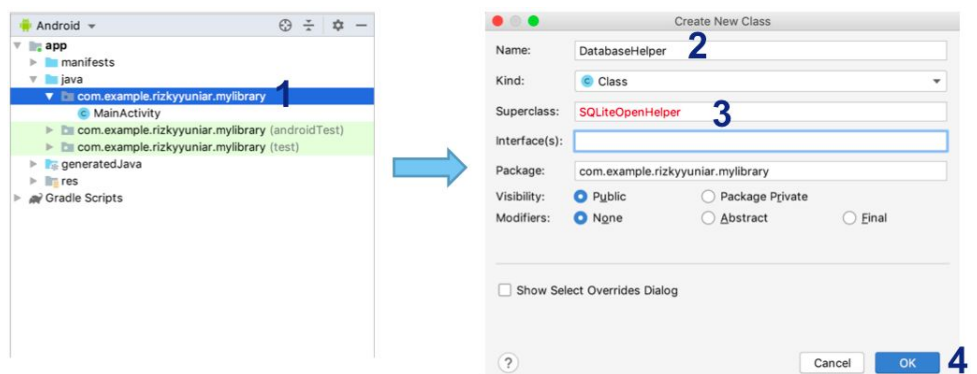 Android
app
manifests
java
com.example.rizkyyuniar.mylibrary 1
MainActivity
com.example.rizkyyuniar.mylibrary (androidTest)
com.example.rizkyyuniar.mylibrary (test)
generatedJava
res
Gradle Scripts
Create New Class
Name: DatabaseHelper 2
Kind: C Class
Superclass: SQLiteOpenHelper 3
Interface(s):
Package: com.example.rizkyyuniar.mylibrary
Visibility: Public Package Private
Modifiers: None Abstract Final
Show Select Overrides Dialog
? Cancel OK 4